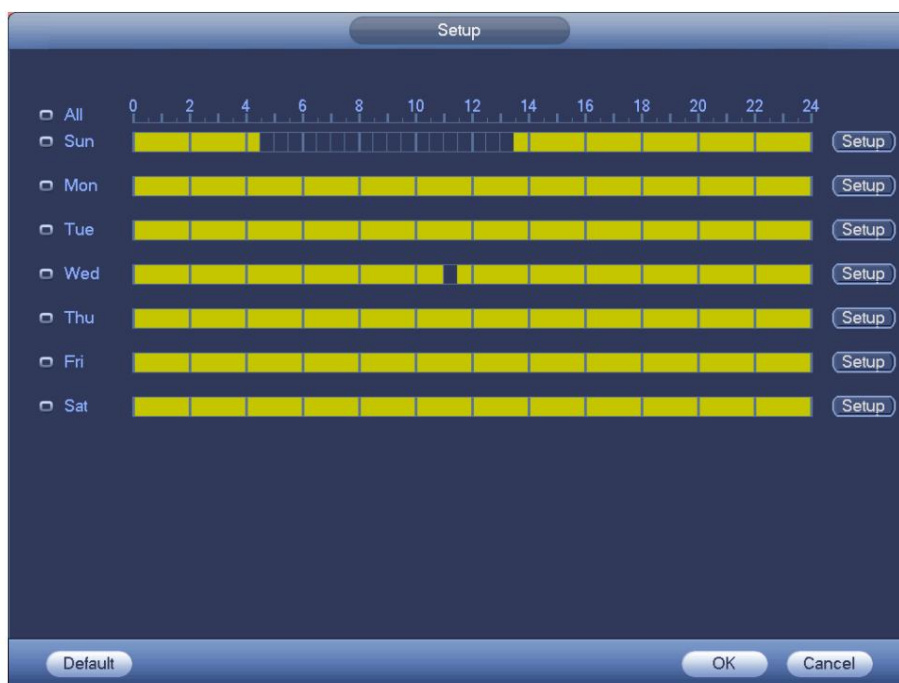 Setup
All 0 2 4 6 8 10 12 14 16 18 20 22 24
Sun Setup
Mon Setup
Tue Setup
Wed Setup
Thu Setup
Fri Setup
Sat Setup
Default OK Cancel